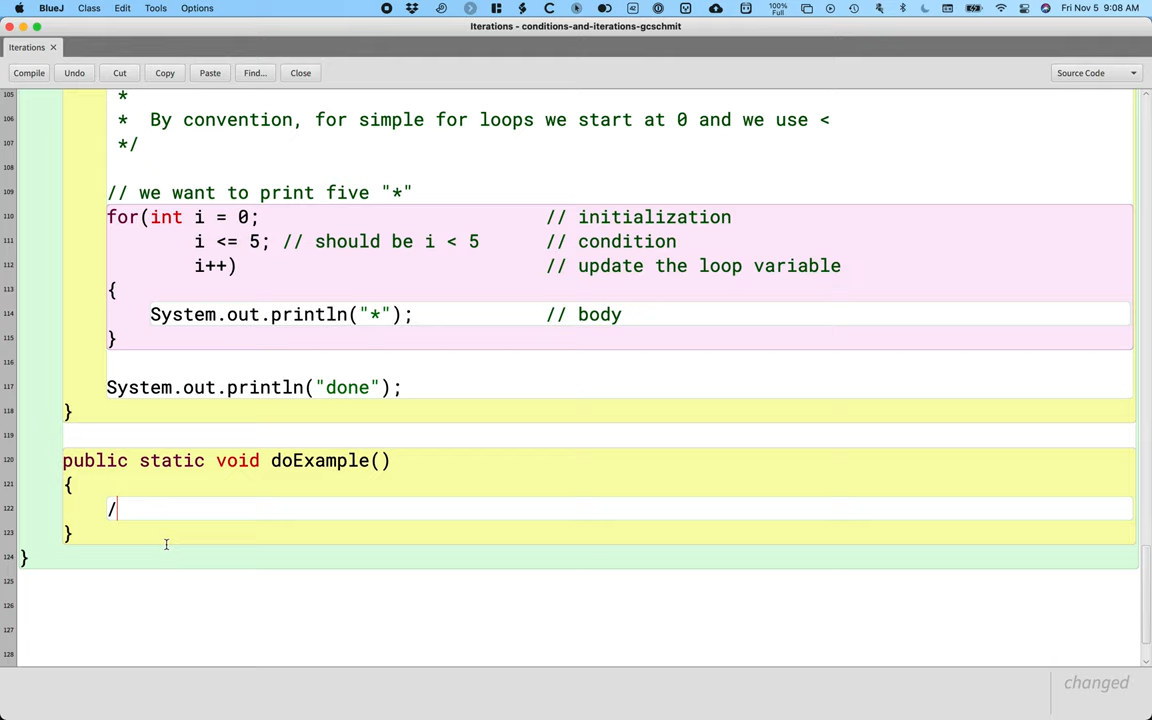 BlueJ Class Edit Tools Options 42 100% Full Fri Nov 5 9:08 AM
Iterations - conditions-and-iterations-gcschmit
Iterations ×
Compile Undo Cut Copy Paste Find... Close Source Code
105 *
106 * By convention, for simple for loops we start at 0 and we use <
107 */
108
109 // we want to print five "*"
110 for(int i = 0; // initialization
111 i <= 5; // should be i < 5 // condition
112 i++) // update the loop variable
113 {
114 System.out.println("*"); // body
115 }
116
117 System.out.println("done");
118 }
119
120 public static void doExample()
121 {
122 /
123 }
124 }
125
126
127
128
changed